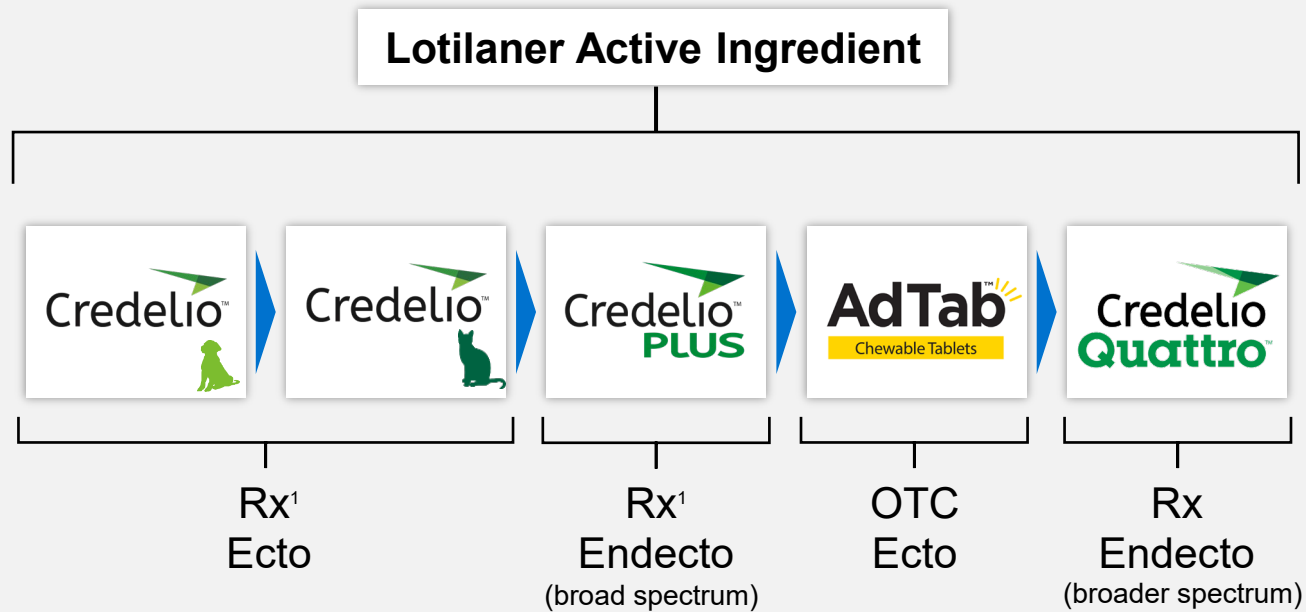 Lotilaner Active Ingredient
Credelio™
Credelio™
Credelio™
PLUS
AdTab™
Chewable Tablets
Credelio
Quattro™
Rx¹
Ecto
Rx¹
Endecto
(broad spectrum)
OTC
Ecto
Rx
Endecto
(broader spectrum)